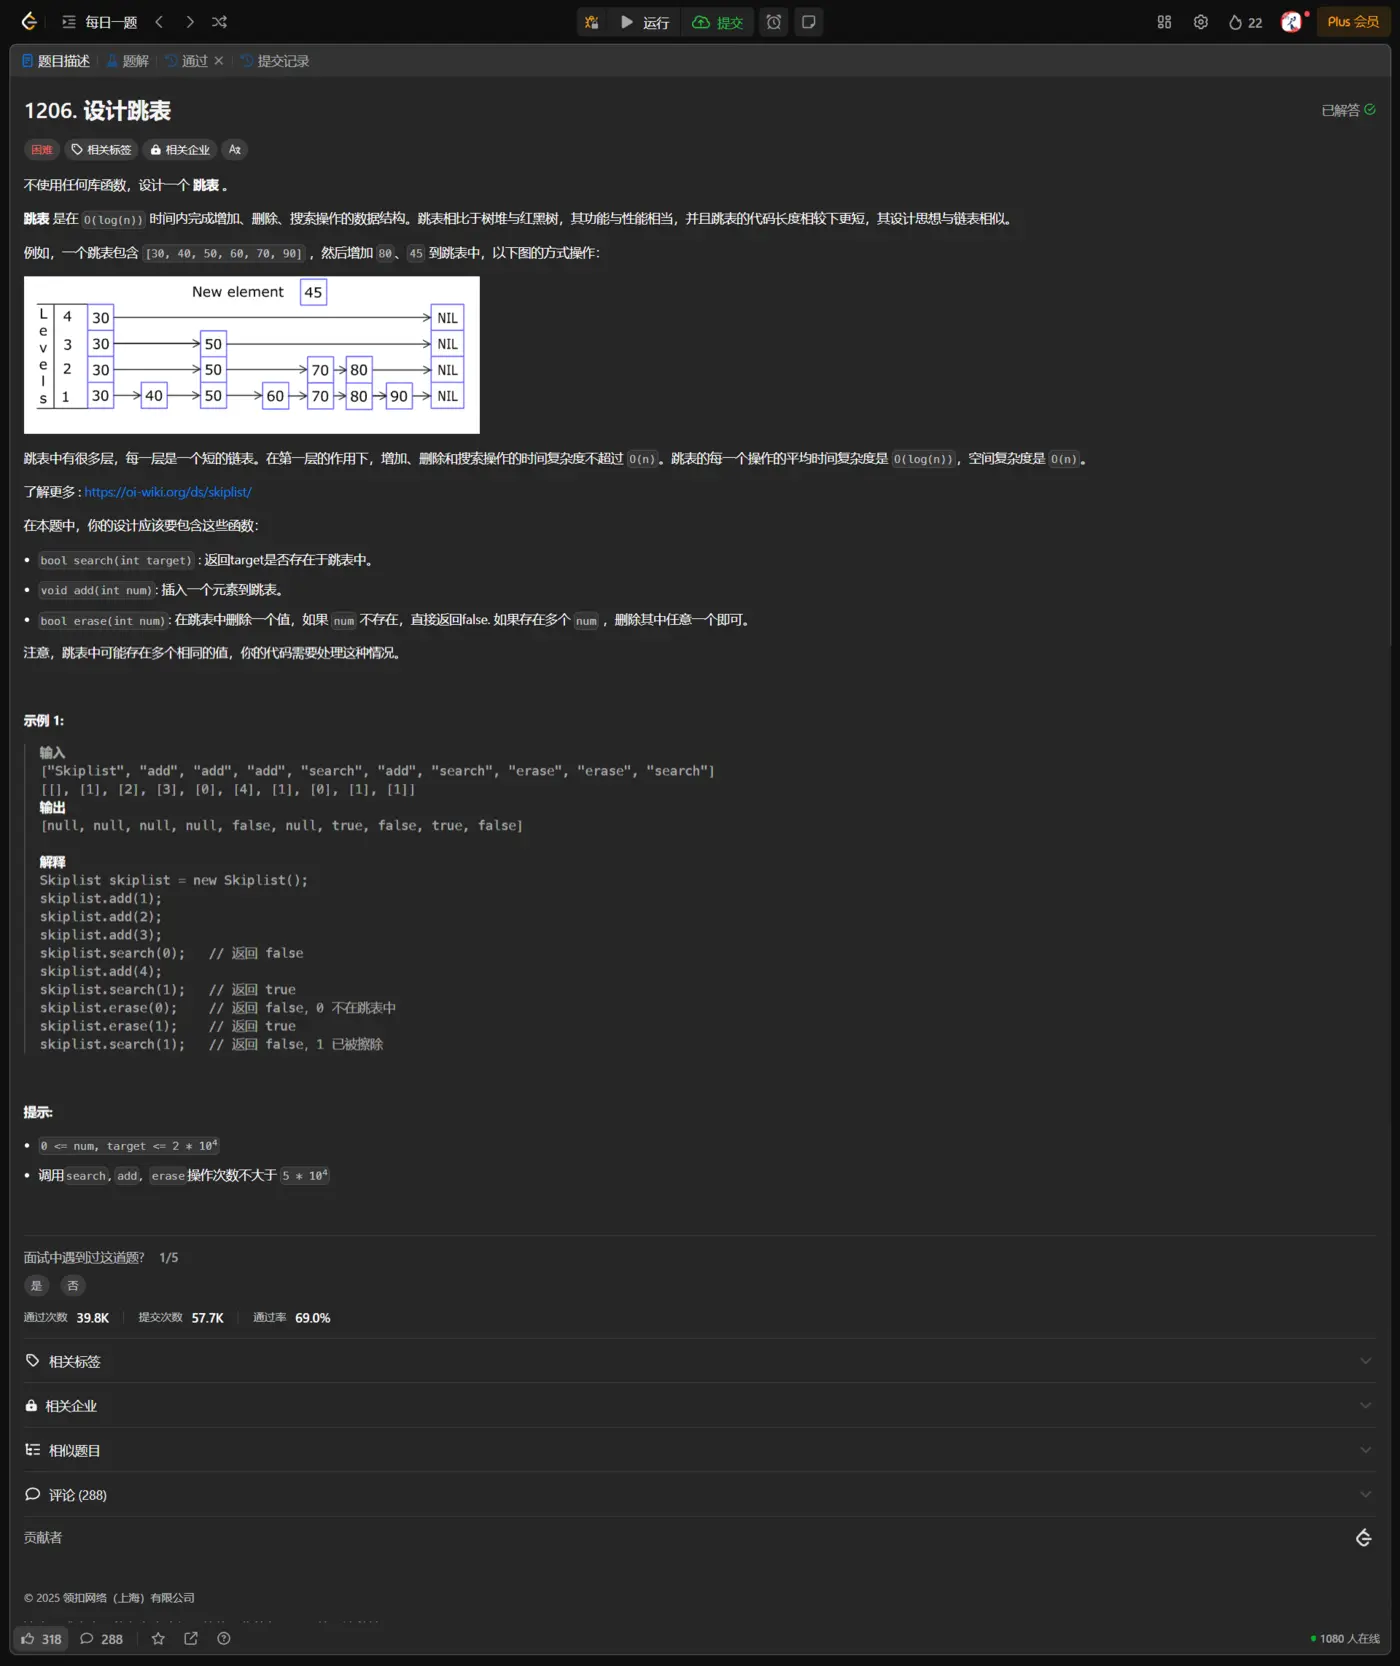 每日一题
运行
提交
22
Plus 会员
题目描述
题解
通过
提交记录
1206. 设计跳表
已解答
困难
相关标签
相关企业
不使用任何库函数，设计一个 跳表 。
跳表 是在 O(log(n)) 时间内完成增加、删除、搜索操作的数据结构。跳表相比于树堆与红黑树，其功能与性能相当，并且跳表的代码长度相较下更短，其设计思想与链表相似。
例如，一个跳表包含 [30, 40, 50, 60, 70, 90] ，然后增加 80、45 到跳表中，以下图的方式操作：
New element 45
Levels
4 30 NIL
3 30 50 NIL
2 30 50 70 80 NIL
1 30 40 50 60 70 80 90 NIL
跳表中有很多层，每一层是一个短的链表。在第一层的作用下，增加、删除和搜索操作的时间复杂度不超过 O(n)。跳表的每一个操作的平均时间复杂度是 O(log(n))，空间复杂度是 O(n)。
了解更多 : https://oi-wiki.org/ds/skiplist/
在本题中，你的设计应该要包含这些函数：
• bool search(int target) : 返回target是否存在于跳表中。
• void add(int num): 插入一个元素到跳表。
• bool erase(int num): 在跳表中删除一个值，如果 num 不存在，直接返回false. 如果存在多个 num ，删除其中任意一个即可。
注意，跳表中可能存在多个相同的值，你的代码需要处理这种情况。
示例 1:
输入
["Skiplist", "add", "add", "add", "search", "add", "search", "erase", "erase", "search"]
[[], [1], [2], [3], [0], [4], [1], [0], [1], [1]]
输出
[null, null, null, null, false, null, true, false, true, false]
解释
Skiplist skiplist = new Skiplist();
skiplist.add(1);
skiplist.add(2);
skiplist.add(3);
skiplist.search(0);   // 返回 false
skiplist.add(4);
skiplist.search(1);   // 返回 true
skiplist.erase(0);    // 返回 false，0 不在跳表中
skiplist.erase(1);    // 返回 true
skiplist.search(1);   // 返回 false，1 已被擦除
提示:
• 0 <= num, target <= 2 * 10⁴
• 调用search, add,  erase操作次数不大于 5 * 10⁴
面试中遇到过这道题?  1/5
是
否
通过次数 39.8K
提交次数 57.7K
通过率 69.0%
相关标签
相关企业
相似题目
评论 (288)
贡献者
© 2025 领扣网络（上海）有限公司
318
288
1080 人在线